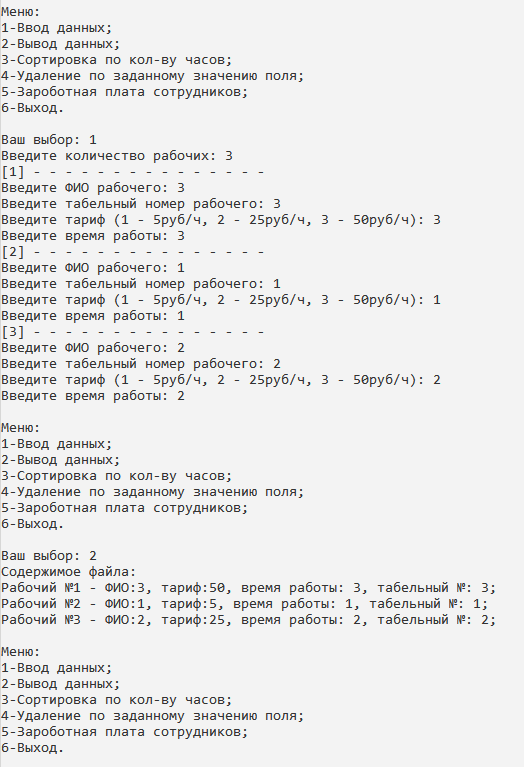 Меню:
1-Ввод данных;
2-Вывод данных;
3-Сортировка по кол-ву часов;
4-Удаление по заданному значению поля;
5-Зароботная плата сотрудников;
6-Выход.
Ваш выбор: 1
Введите количество рабочих: 3
[1] - - - - - - - - - - - - - - -
Введите ФИО рабочего: 3
Введите табельный номер рабочего: 3
Введите тариф (1 - 5руб/ч, 2 - 25руб/ч, 3 - 50руб/ч): 3
Введите время работы: 3
[2] - - - - - - - - - - - - - - -
Введите ФИО рабочего: 1
Введите табельный номер рабочего: 1
Введите тариф (1 - 5руб/ч, 2 - 25руб/ч, 3 - 50руб/ч): 1
Введите время работы: 1
[3] - - - - - - - - - - - - - - -
Введите ФИО рабочего: 2
Введите табельный номер рабочего: 2
Введите тариф (1 - 5руб/ч, 2 - 25руб/ч, 3 - 50руб/ч): 2
Введите время работы: 2
Меню:
1-Ввод данных;
2-Вывод данных;
3-Сортировка по кол-ву часов;
4-Удаление по заданному значению поля;
5-Зароботная плата сотрудников;
6-Выход.
Ваш выбор: 2
Содержимое файла:
Рабочий №1 - ФИО:3, тариф:50, время работы: 3, табельный №: 3;
Рабочий №2 - ФИО:1, тариф:5, время работы: 1, табельный №: 1;
Рабочий №3 - ФИО:2, тариф:25, время работы: 2, табельный №: 2;
Меню:
1-Ввод данных;
2-Вывод данных;
3-Сортировка по кол-ву часов;
4-Удаление по заданному значению поля;
5-Зароботная плата сотрудников;
6-Выход.